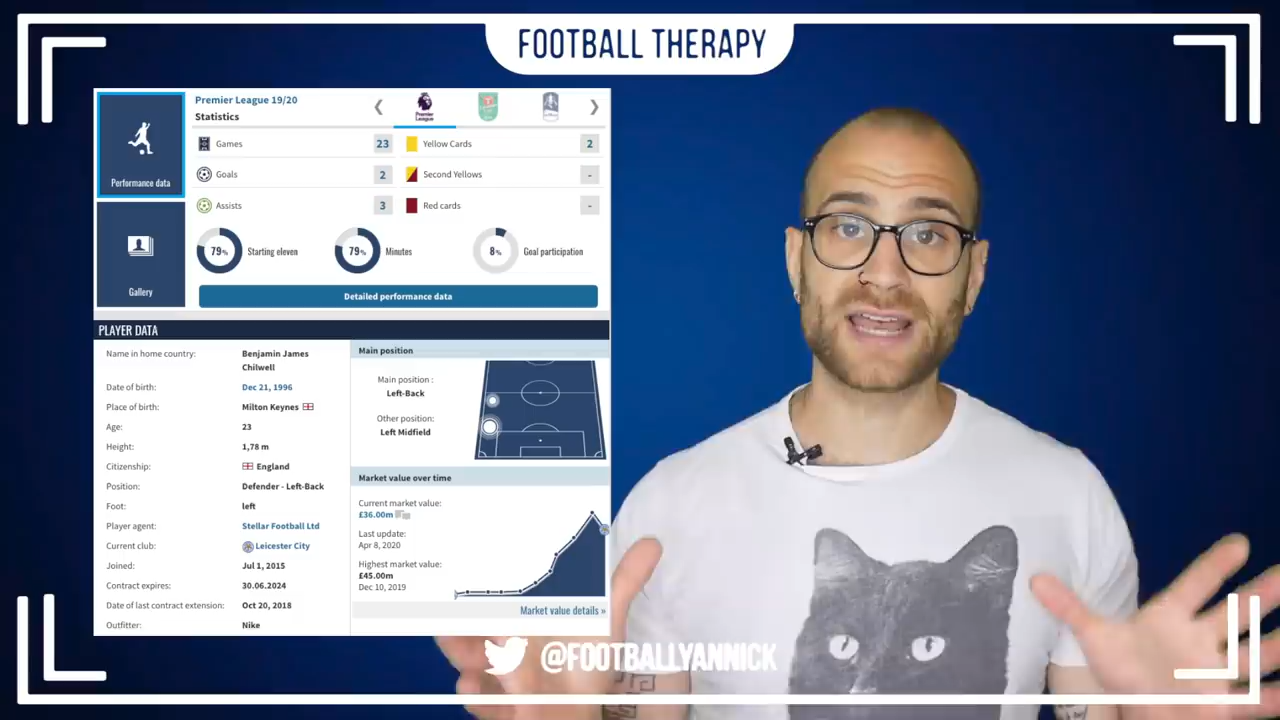 FOOTBALL THERAPY
Premier League 19/20
Statistics
Premier
League
Games 23 Yellow Cards 2
Goals 2 Second Yellows -
Assists 3 Red cards -
79% Starting eleven 79% Minutes 8% Goal participation
Detailed performance data
Performance data
Gallery
PLAYER DATA
Name in home country: Benjamin James
Chilwell
Date of birth: Dec 21, 1996
Place of birth: Milton Keynes
Age: 23
Height: 1,78 m
Citizenship: England
Position: Defender - Left-Back
Foot: left
Player agent: Stellar Football Ltd
Current club: Leicester City
Joined: Jul 1, 2015
Contract expires: 30.06.2024
Date of last contract extension: Oct 20, 2018
Outfitter: Nike
Main position
Main position :
Left-Back
Other position:
Left Midfield
Market value over time
Current market value:
£36.00m
Last update:
Apr 8, 2020
Highest market value:
£45.00m
Dec 10, 2019
Market value details »
@FOOTBALLYANNICK